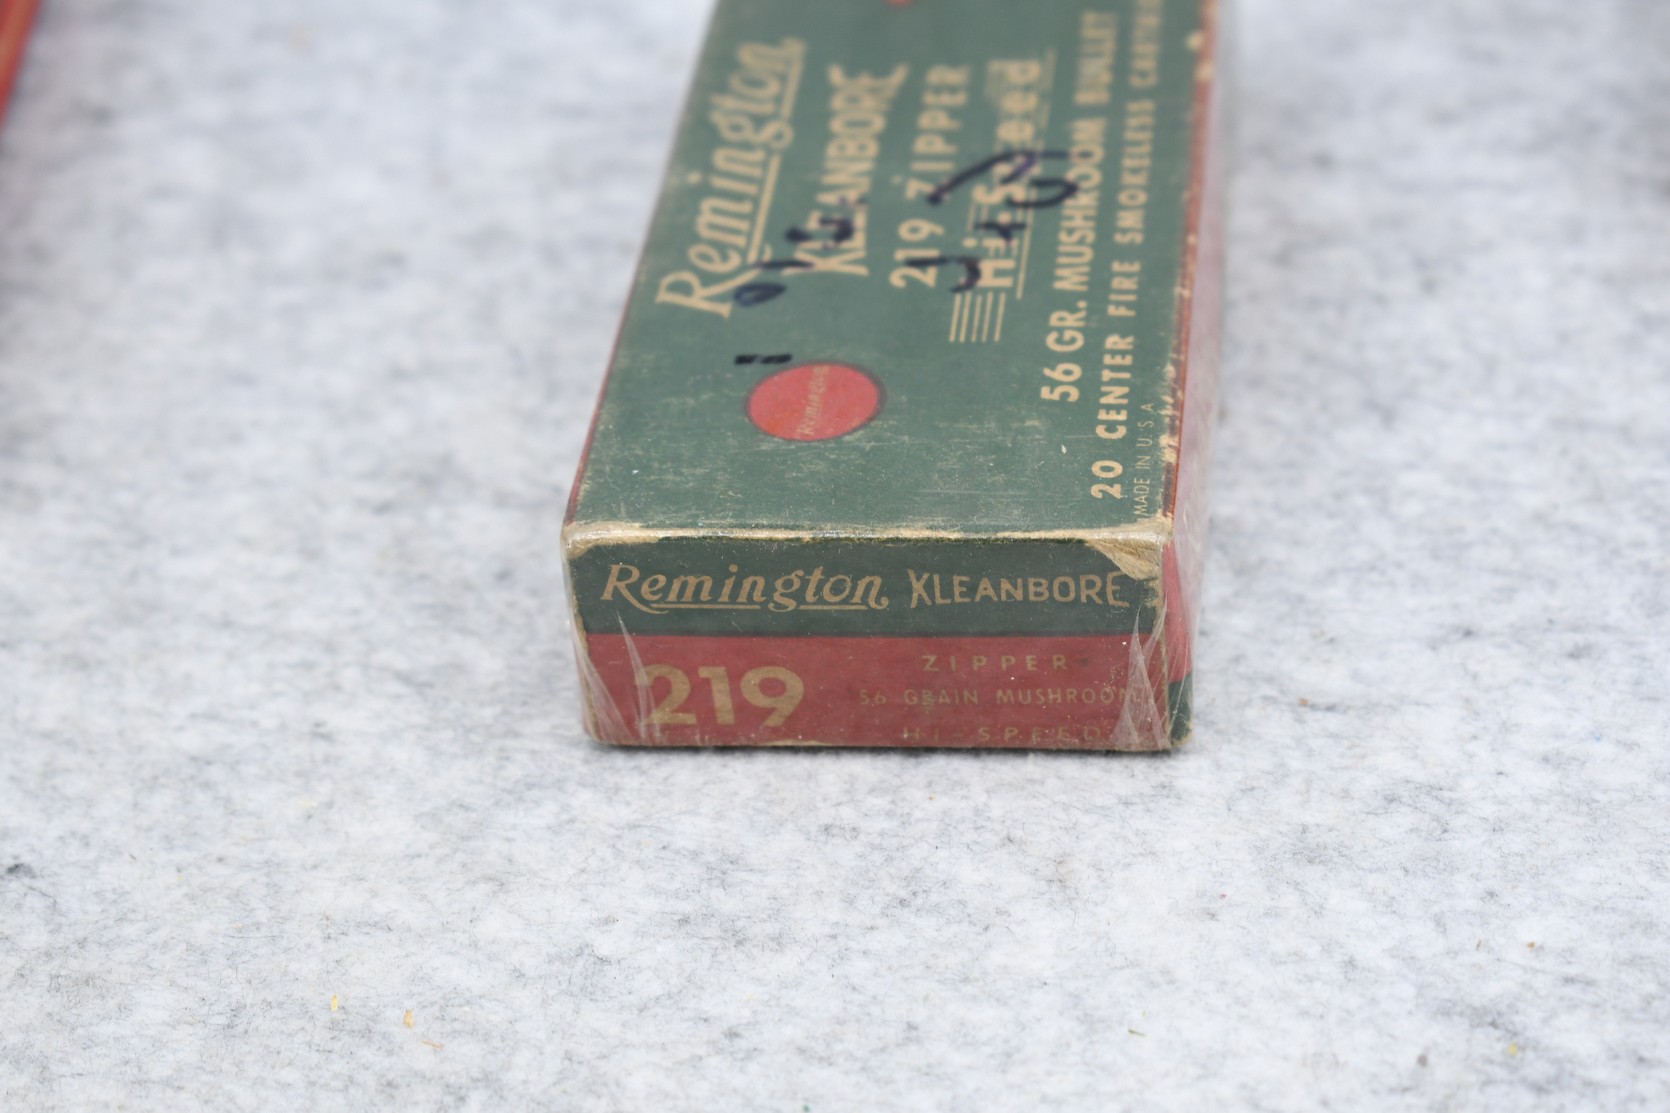 Remington
KLEANBORE
219 ZIPPER
Hi-Speed
56 GR. MUSHROOM BULLET
20 CENTER FIRE SMOKELESS
MADE IN U.S.A.
Remington
Remington KLEANBORE
219
ZIPPER
56 GRAIN MUSHROOM
HI-SPEED